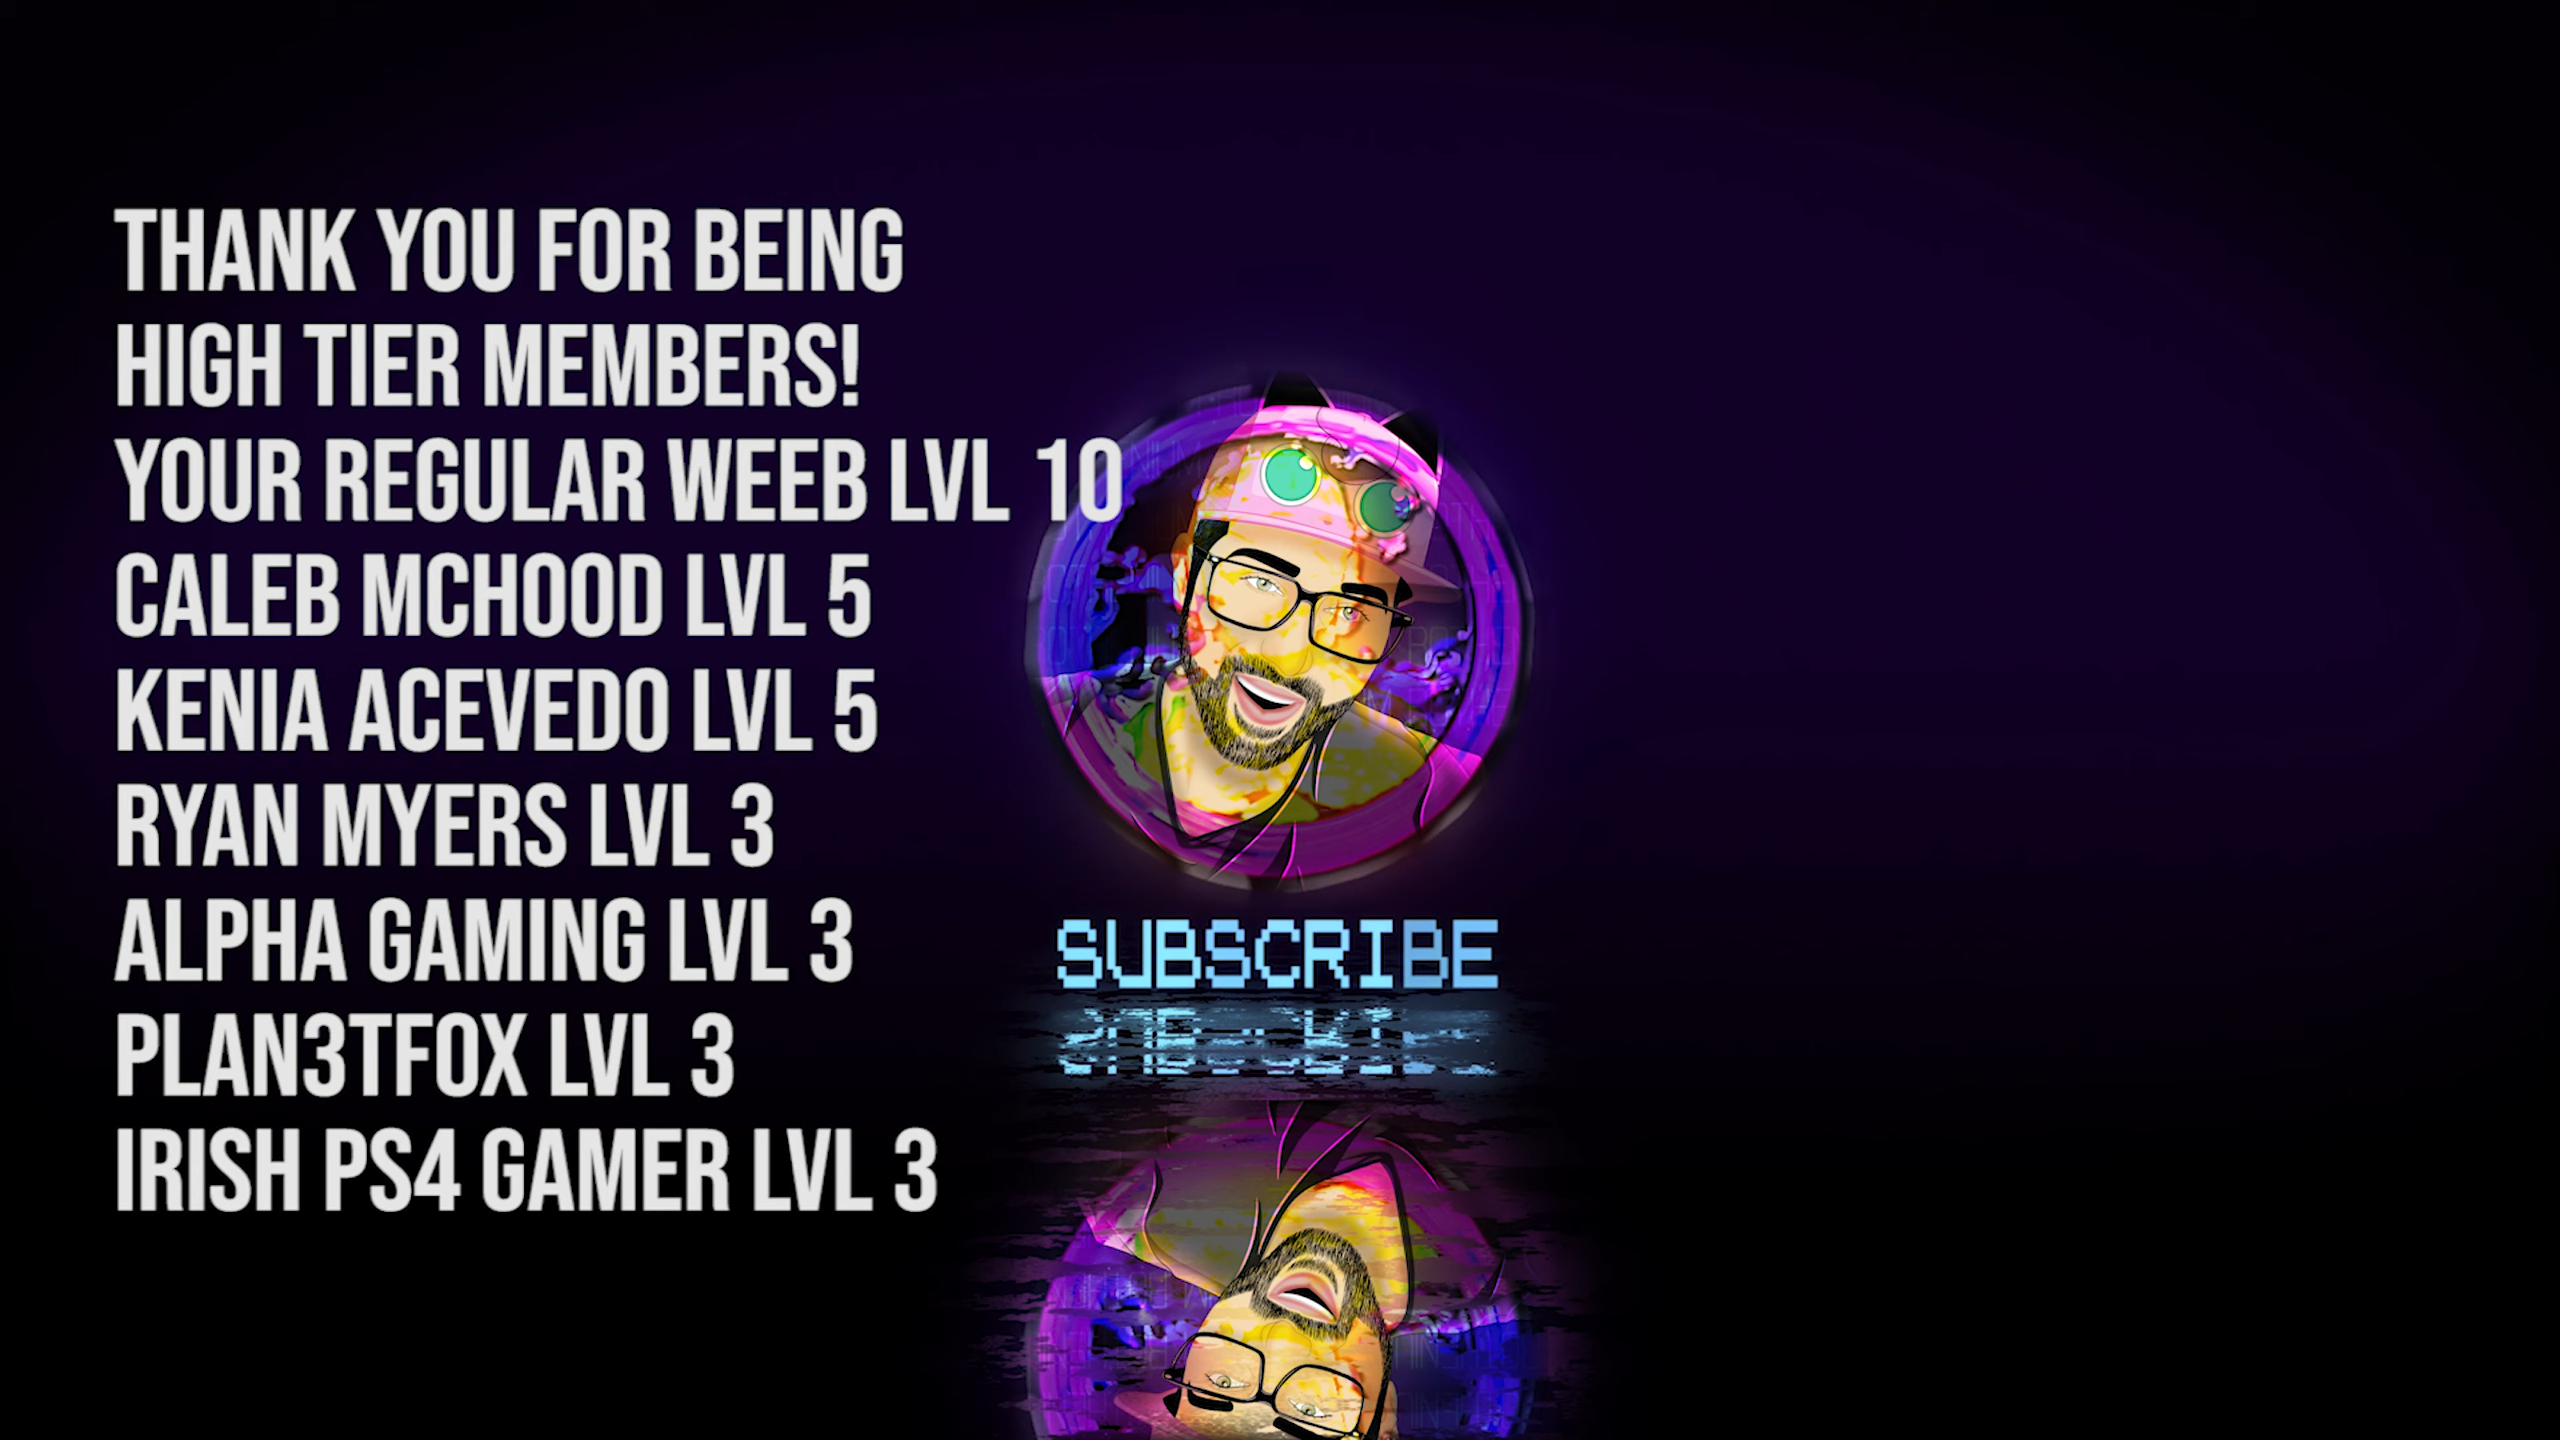 THANK YOU FOR BEING
HIGH TIER MEMBERS!
YOUR REGULAR WEEB LVL 10
CALEB MCHOOD LVL 5
KENIA ACEVEDO LVL 5
RYAN MYERS LVL 3
ALPHA GAMING LVL 3
PLAN3TFOX LVL 3
IRISH PS4 GAMER LVL 3
SUBSCRIBE